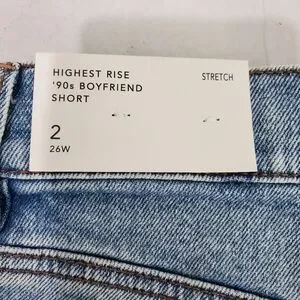 HIGHEST RISE STRETCH
'90s BOYFRIEND
SHORT
2
26W